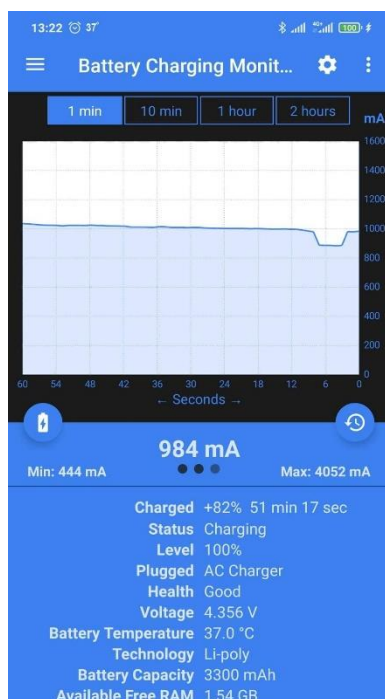 13:22 37° 4G+ 100
Battery Charging Monit...
1 min 10 min 1 hour 2 hours
mA
1600
1400
1200
1000
800
600
400
200
0
60 54 48 42 36 30 24 18 12 6 0
← Seconds →
984 mA
Min: 444 mA Max: 4052 mA
Charged +82% 51 min 17 sec
Status Charging
Level 100%
Plugged AC Charger
Health Good
Voltage 4.356 V
Battery Temperature 37.0 °C
Technology Li-poly
Battery Capacity 3300 mAh
Available Free RAM 1.54 GB